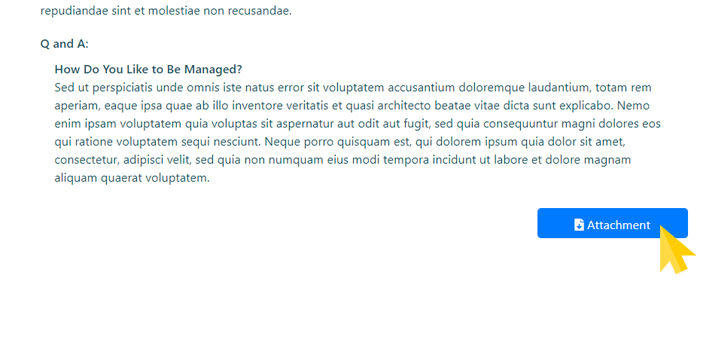 repudiandae sint et molestiae non recusandae.
Q and A:
How Do You Like to Be Managed?
Sed ut perspiciatis unde omnis iste natus error sit voluptatem accusantium doloremque laudantium, totam rem
aperiam, eaque ipsa quae ab illo inventore veritatis et quasi architecto beatae vitae dicta sunt explicabo. Nemo
enim ipsam voluptatem quia voluptas sit aspernatur aut odit aut fugit, sed quia consequuntur magni dolores eos
qui ratione voluptatem sequi nesciunt. Neque porro quisquam est, qui dolorem ipsum quia dolor sit amet,
consectetur, adipisci velit, sed quia non numquam eius modi tempora incidunt ut labore et dolore magnam
aliquam quaerat voluptatem.
Attachment